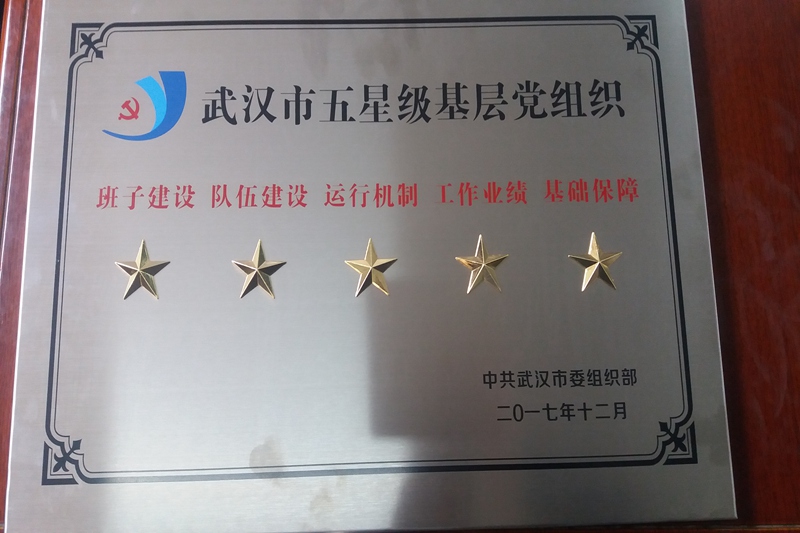 武汉市五星级基层党组织
班子建设 队伍建设 运行机制 工作业绩 基础保障
中共武汉市委组织部
二〇一七年十二月